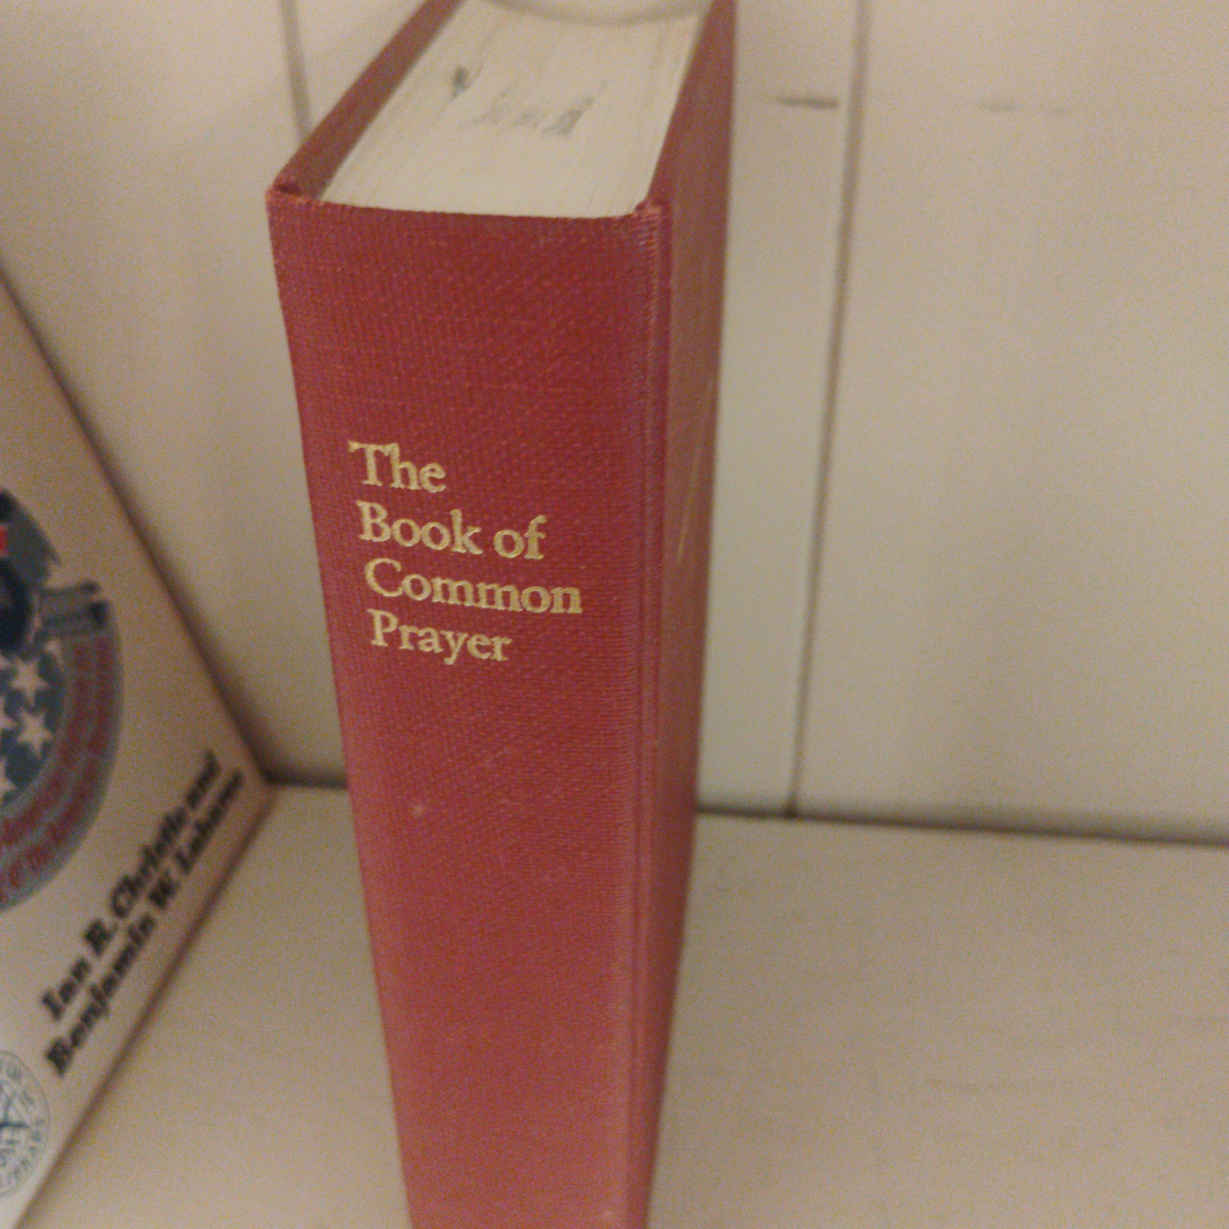 The
Book of
Common
Prayer
Ian R. Christie and
Benjamin W. Labaree